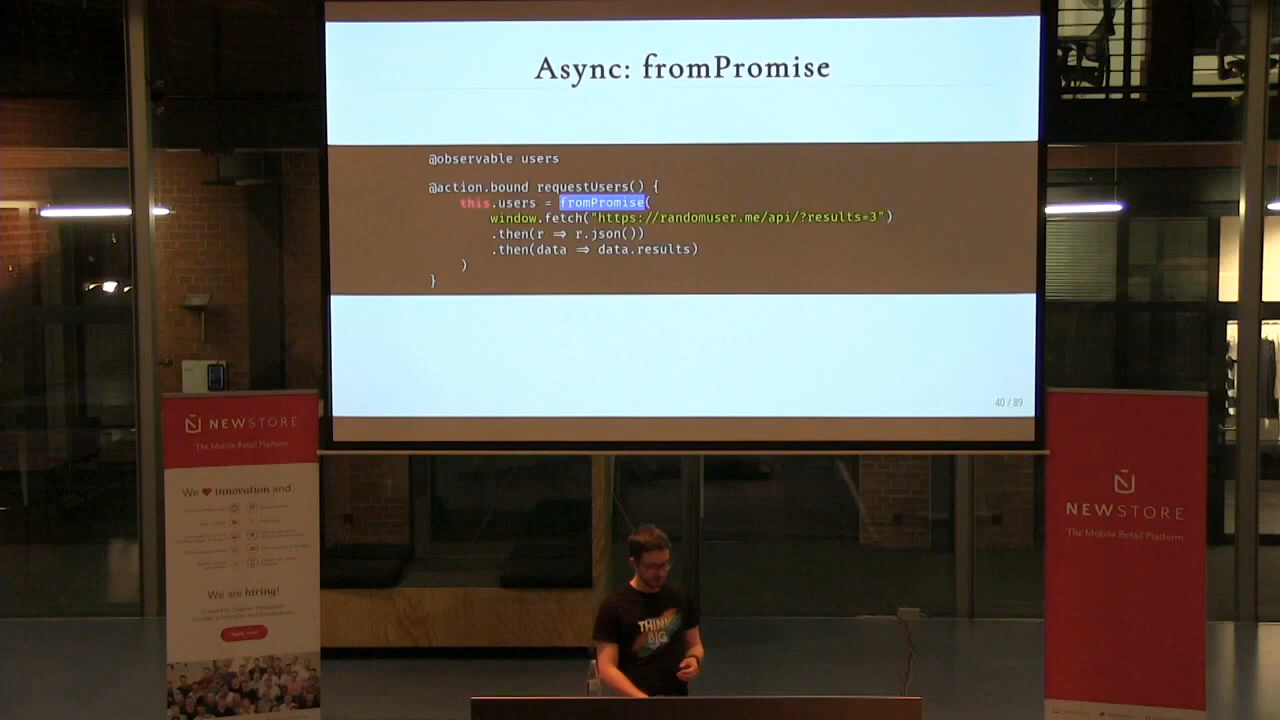 Async: fromPromise
@observable users
@action.bound requestUsers() {
this.users = fromPromise(
window.fetch("https://randomuser.me/api/?results=3")
.then(r ⇒ r.json())
.then(data ⇒ data.results)
)
}
40 / 89
NEWSTORE
The Mobile Retail Platform
We ♥ innovation and
We are hiring!
Apply now!
THINK
BIG
NEWSTORE
The Mobile Retail Platform